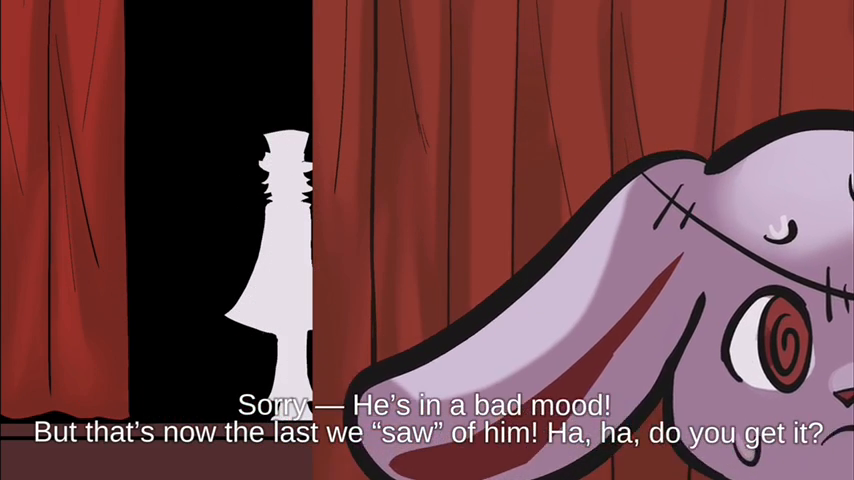 Sorry — He's in a bad mood!
But that's now the last we “saw” of him! Ha, ha, do you get it?